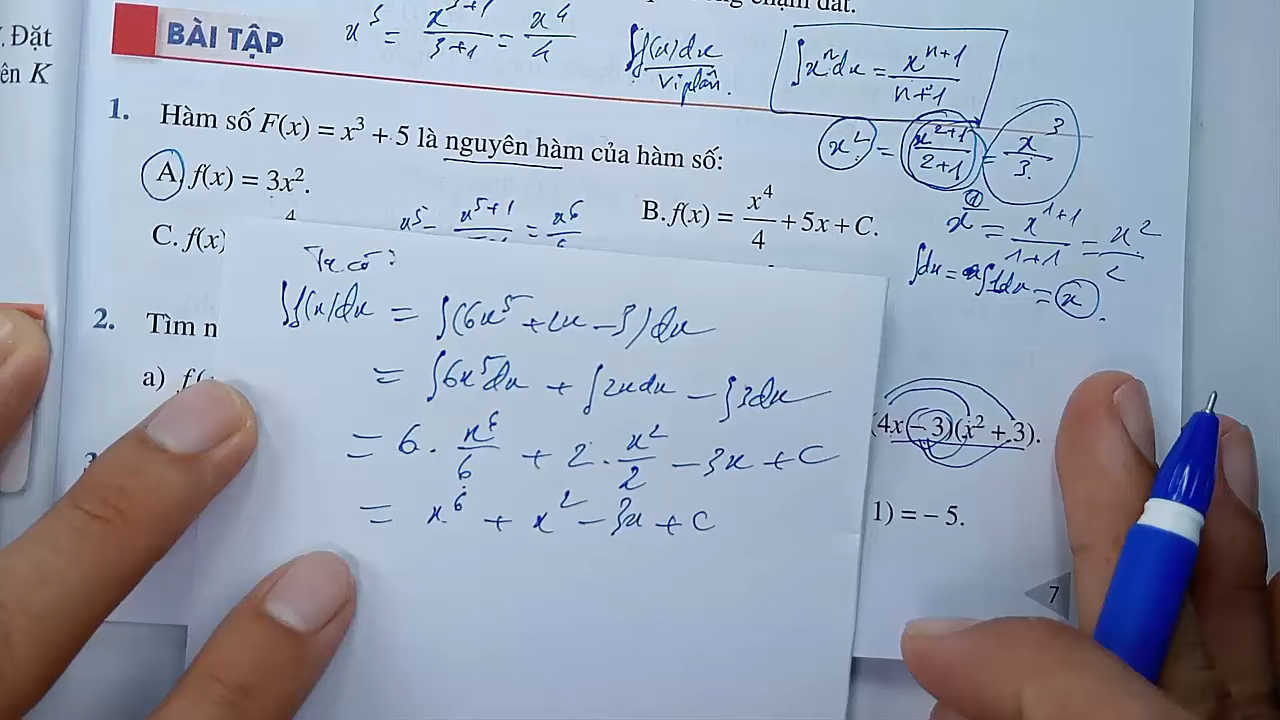 . Đặt
ên K
BÀI TẬP
x³ = x³⁺¹/3+1 = x⁴/4
∫f(x)dx
Vi phân.
∫xⁿdx = xⁿ⁺¹/n+1
1. Hàm số F(x) = x³ + 5 là nguyên hàm của hàm số:
x² = x²⁺¹/2+1 = x³/3.
A. f(x) = 3x².
B. f(x) = x⁴/4 + 5x + C.
x = x¹⁺¹/1+1 = x²/2
C. f(x)
x⁵ = x⁵⁺¹ = x⁶
∫dx = ∫1dx = x.
Ta có:
∫f(x)dx = ∫(6x⁵ + 2x - 3)dx
2. Tìm n
= ∫6x⁵dx + ∫2xdx - ∫3dx
a) f(
(4x - 3)(x² + 3).
= 6 . x⁶/6 + 2 . x²/2 - 3x + C
= x⁶ + x² - 3x + C
1) = - 5.
7